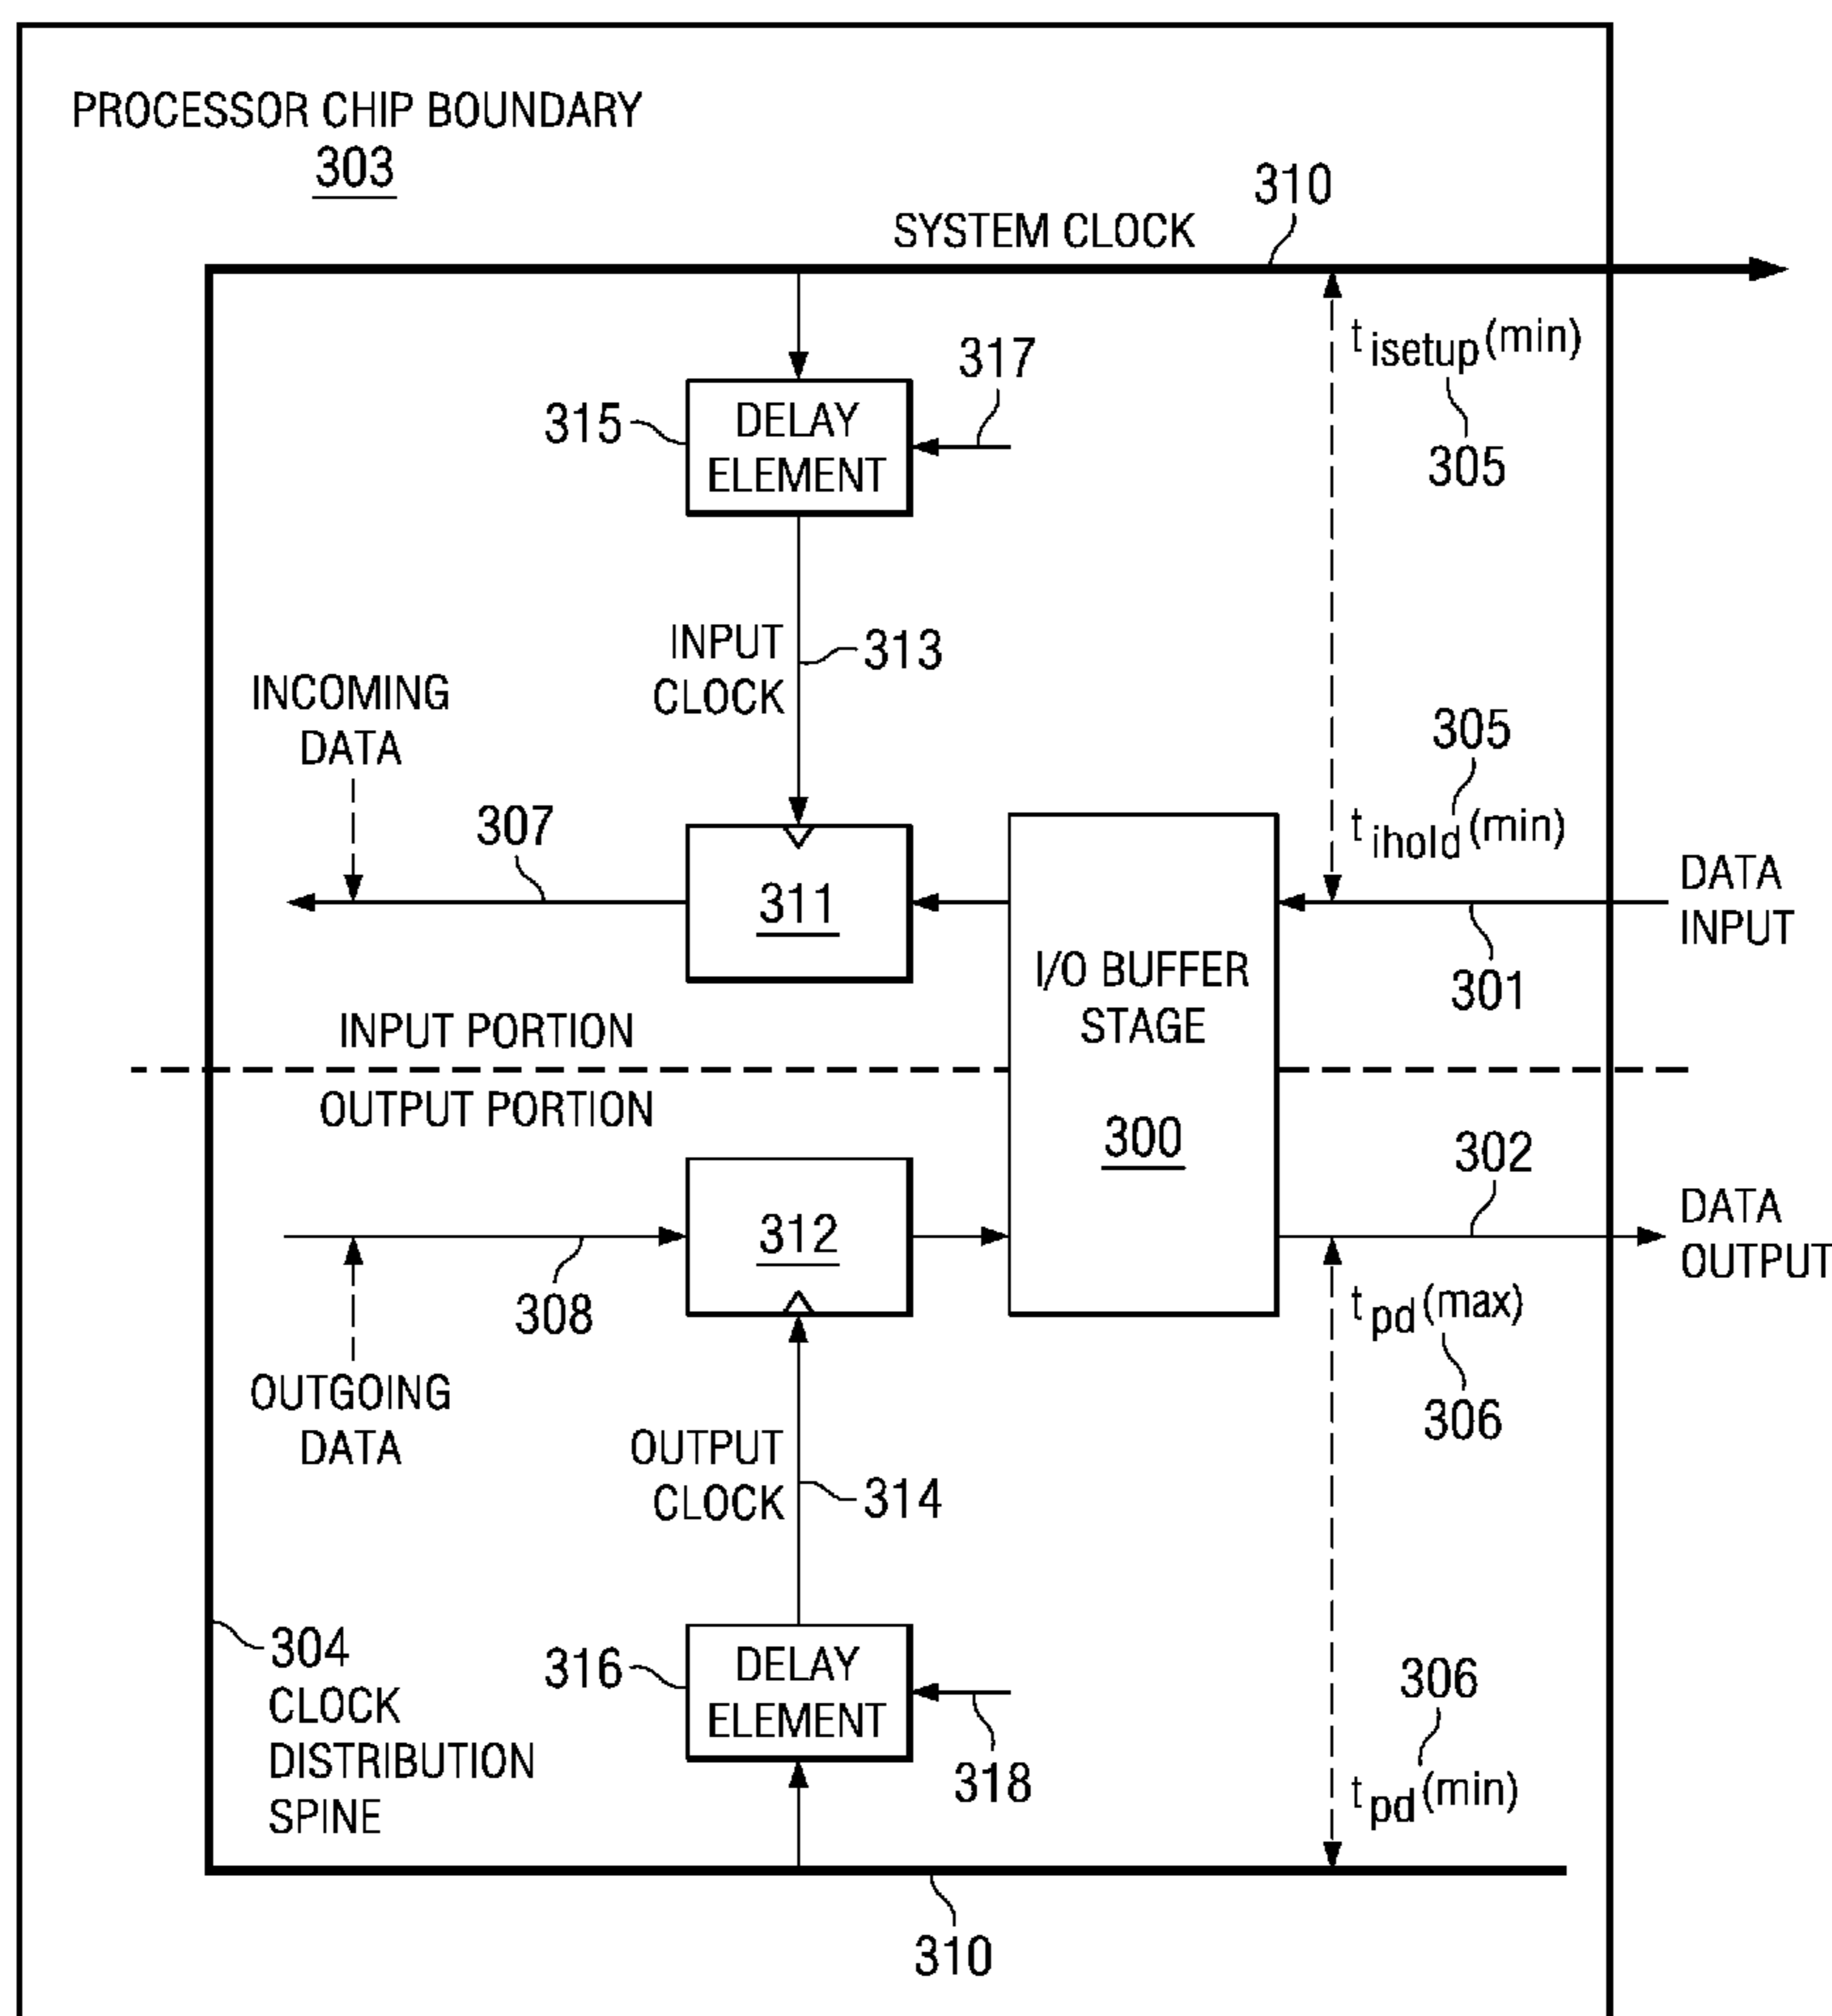 PROCESSOR CHIP BOUNDARY
303
310
SYSTEM CLOCK
t isetup (min)
305
317
315
DELAY
ELEMENT
INPUT
CLOCK
313
INCOMING
DATA
307
305
t ihold (min)
311
DATA
INPUT
301
I/O BUFFER
STAGE
300
INPUT PORTION
OUTPUT PORTION
302
DATA
OUTPUT
312
308
t pd (max)
306
OUTGOING
DATA
OUTPUT
CLOCK
314
304
CLOCK
DISTRIBUTION
SPINE
316
DELAY
ELEMENT
318
306
t pd (min)
310